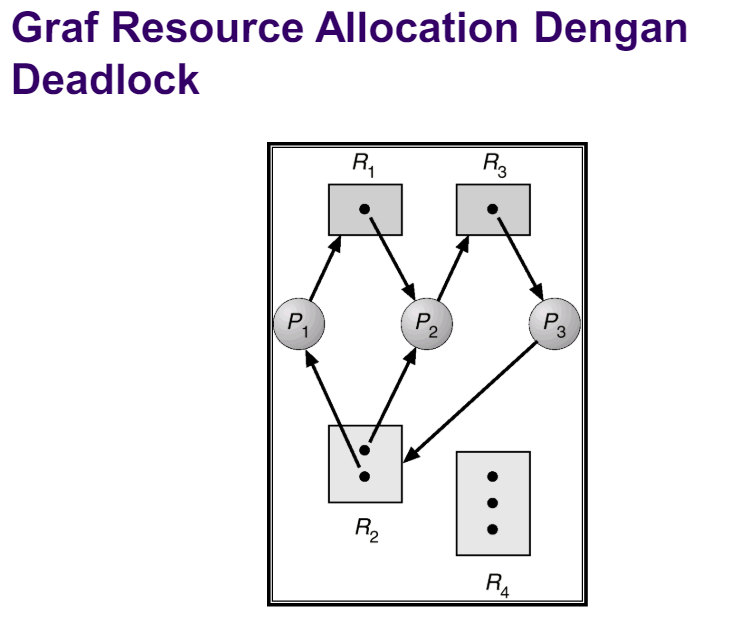 Graf Resource Allocation Dengan
Deadlock
R1 R3
P1 P2 P3
R2
R4